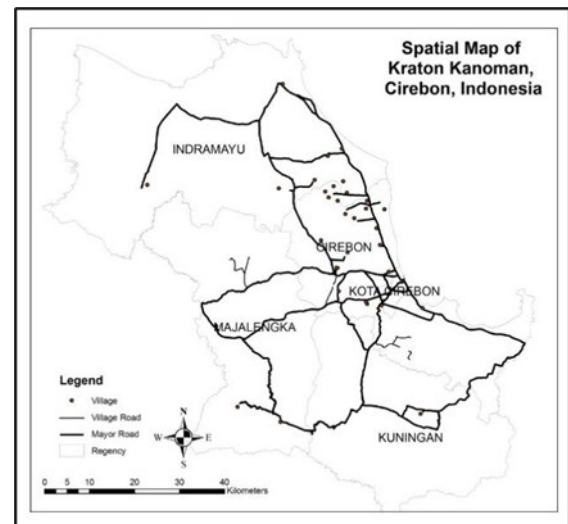 Spatial Map of
Kraton Kanoman,
Cirebon, Indonesia
INDRAMAYU
CIREBON
KOTA CIREBON
MAJALENGKA
KUNINGAN
Legend
Village
Village Road
Mayor Road
Regency
N
W E
S
0 5 10 20 30 40
Kilometers